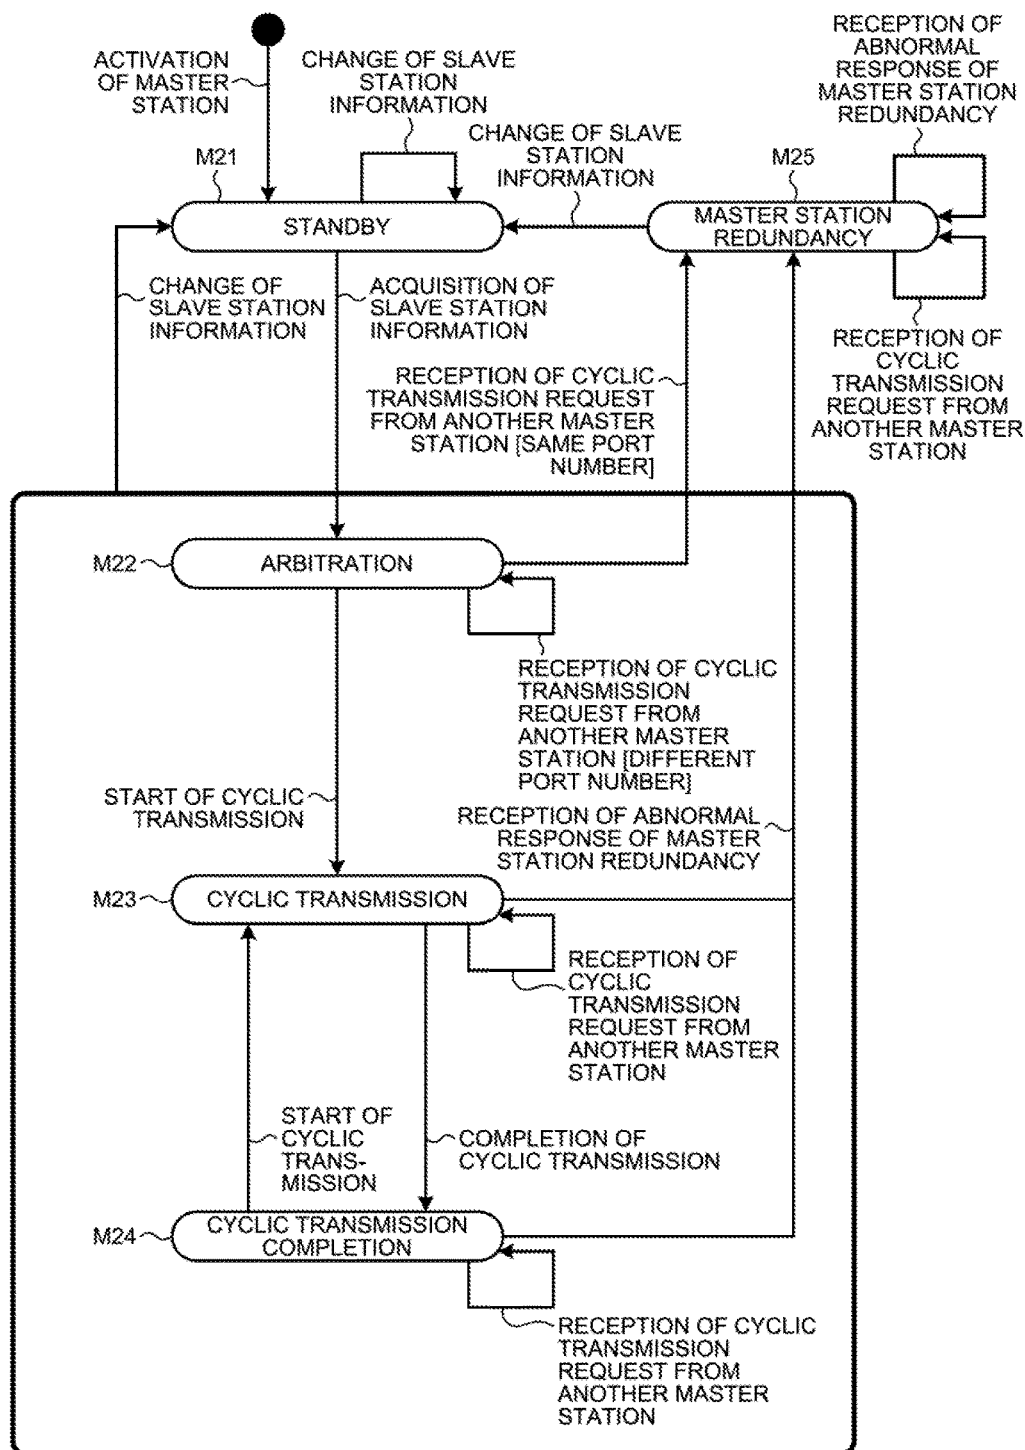 ACTIVATION
OF MASTER
STATION
CHANGE OF SLAVE
STATION
INFORMATION
RECEPTION OF
ABNORMAL
RESPONSE OF
MASTER STATION
REDUNDANCY
CHANGE OF SLAVE
STATION
INFORMATION
M21
M25
STANDBY
MASTER STATION
REDUNDANCY
CHANGE OF
SLAVE STATION
INFORMATION
ACQUISITION OF
SLAVE STATION
INFORMATION
RECEPTION OF CYCLIC
TRANSMISSION REQUEST
FROM ANOTHER MASTER
STATION [SAME PORT
NUMBER]
RECEPTION OF
CYCLIC
TRANSMISSION
REQUEST FROM
ANOTHER MASTER
STATION
M22
ARBITRATION
RECEPTION OF CYCLIC
TRANSMISSION
REQUEST FROM
ANOTHER MASTER
STATION [DIFFERENT
PORT NUMBER]
START OF CYCLIC
TRANSMISSION
RECEPTION OF ABNORMAL
RESPONSE OF MASTER
STATION REDUNDANCY
M23
CYCLIC TRANSMISSION
RECEPTION OF
CYCLIC
TRANSMISSION
REQUEST FROM
ANOTHER MASTER
STATION
START OF
CYCLIC
TRANS-
MISSION
COMPLETION OF
CYCLIC TRANSMISSION
M24
CYCLIC TRANSMISSION
COMPLETION
RECEPTION OF CYCLIC
TRANSMISSION
REQUEST FROM
ANOTHER MASTER
STATION